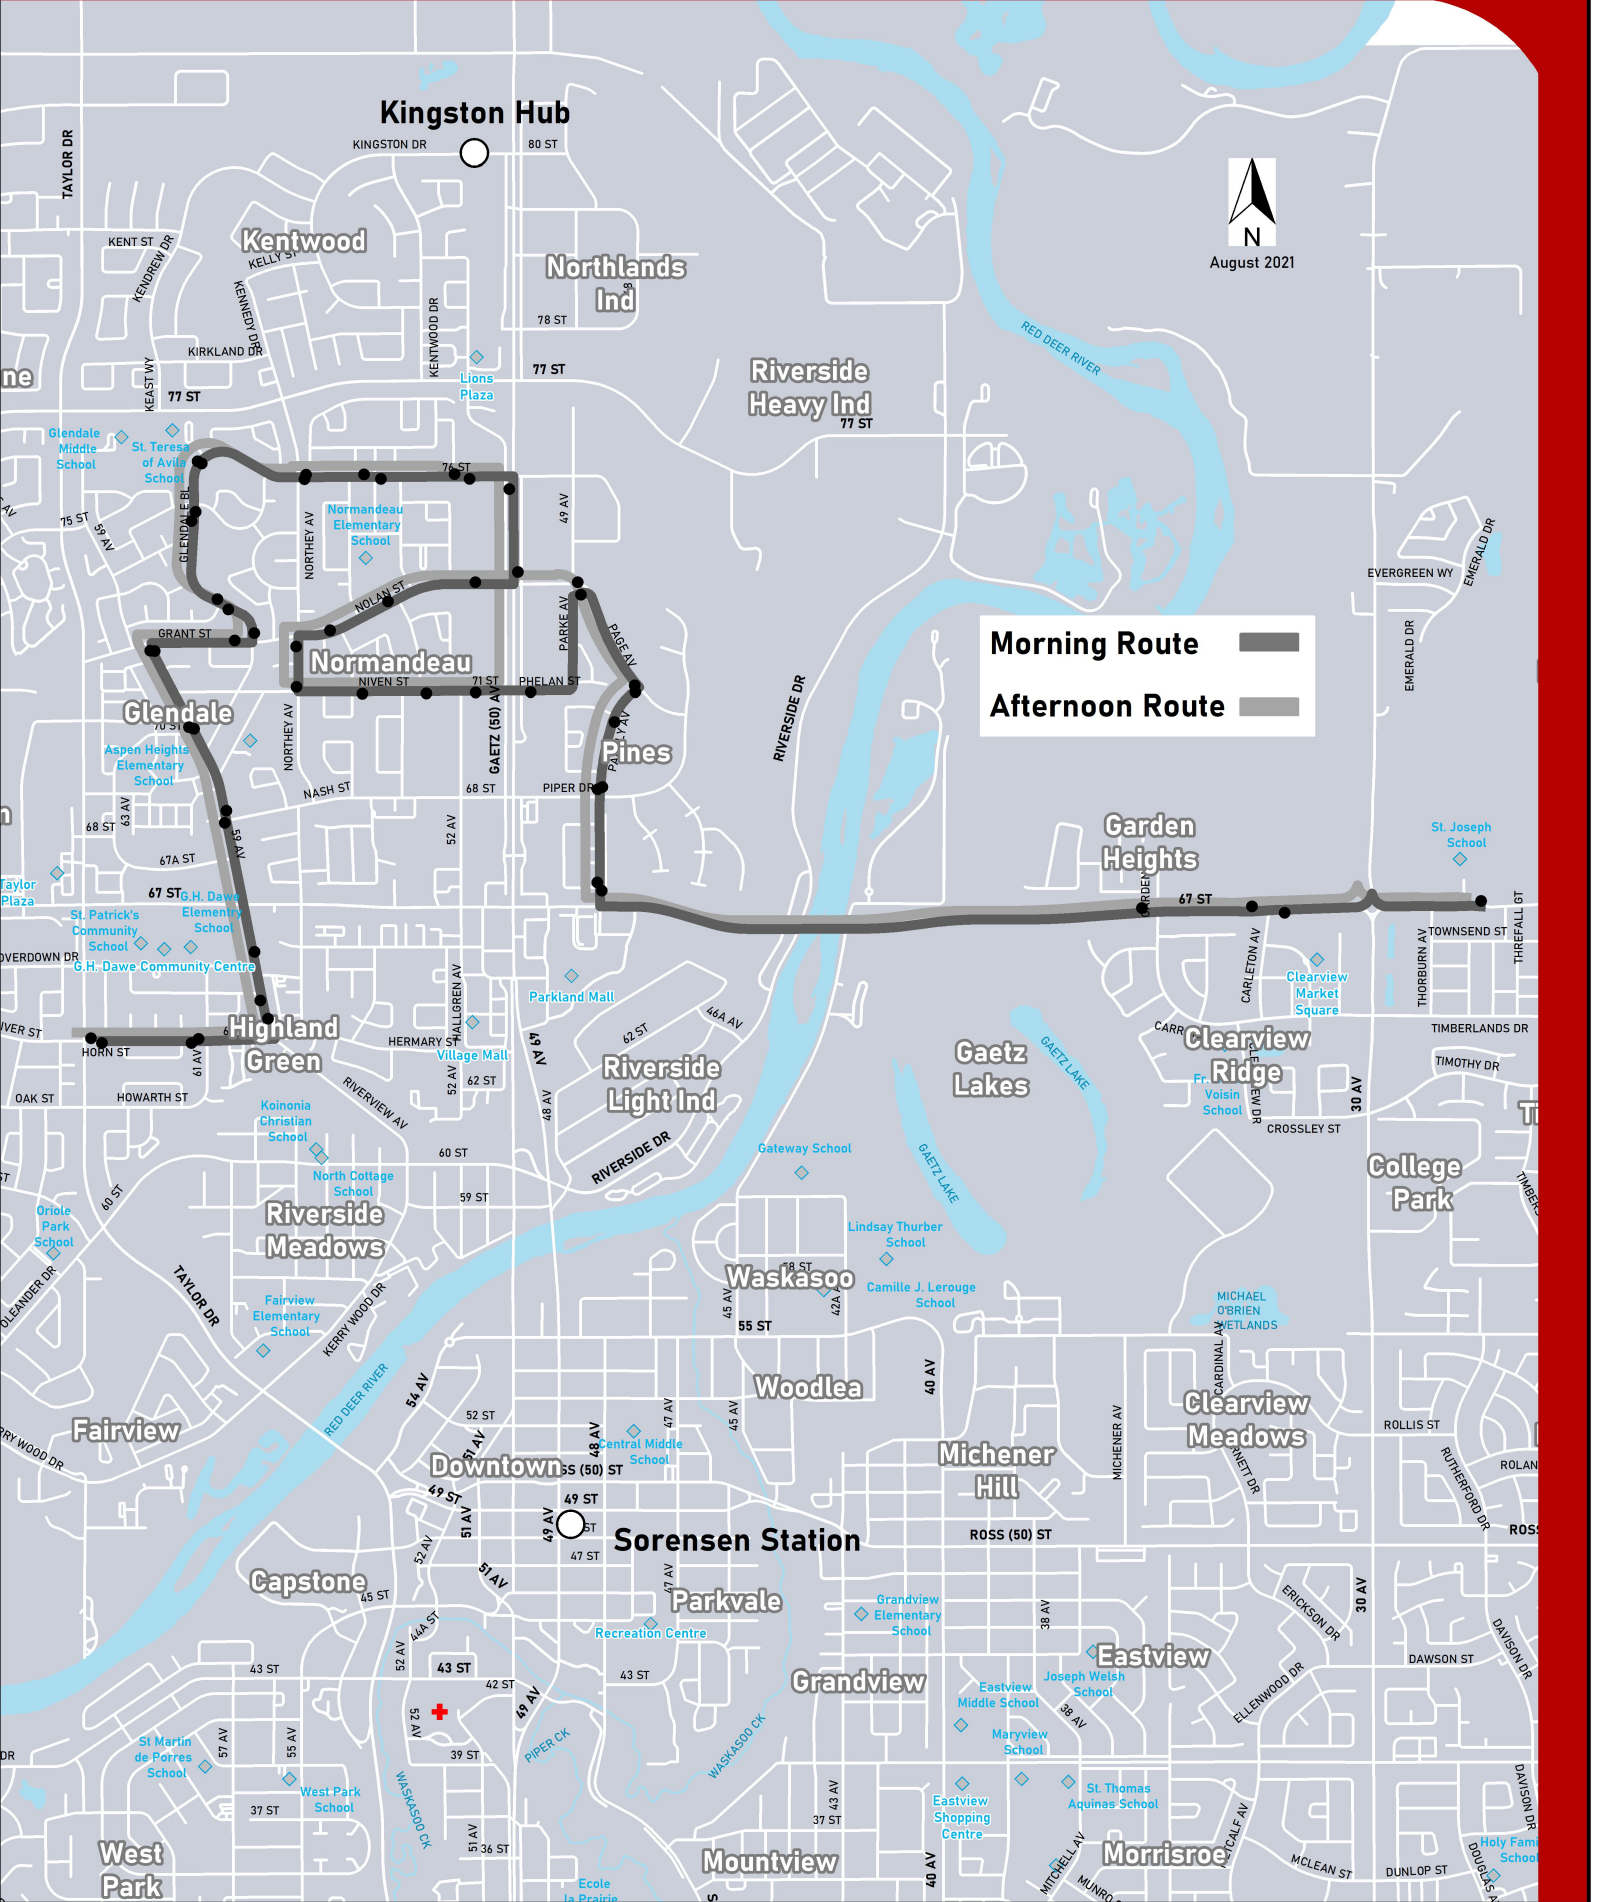 Kingston Hub
KINGSTON DR
80 ST
TAYLOR DR
N
August 2021
KENT ST
KENDREW DR
Kentwood
KELLY ST
KENNEDY DR
Northlands
Ind
78 ST
KENTWOOD DR
KIRKLAND DR
KEAST WY
77 ST
Lions
Plaza
77 ST
RED DEER RIVER
Riverside
Heavy Ind
77 ST
Glendale
Middle
School
St. Teresa
of Avila
School
76 ST
Normandeau
Elementary
School
49 AV
75 ST
59 AV
GLENDALE BL
NORTHEY AV
NOLAN ST
EVERGREEN WY
EMERALD DR
EMERALD DR
GRANT ST
PARKE AV
PAGE AV
Morning Route
Afternoon Route
Normandeau
NIVEN ST
71 ST
PHELAN ST
Glendale
70 ST
NORTHEY AV
GAETZ (50) AV
RIVERSIDE DR
Pines
Aspen Heights
Elementary
School
NASH ST
68 ST
PIPER DR
63 AV
68 ST
59 AV
52 AV
67A ST
Garden
Heights
St. Joseph
School
Taylor
Plaza
67 ST
G.H. Dawe
Elementry
School
St. Patrick's
Community
School
67 ST
TOWNSEND ST
THREFALL GT
THORBURN AV
CARLETON AV
OVERDOWN DR
G.H. Dawe Community Centre
Parkland Mall
Clearview
Market
Square
HALLGREN AV
46A AV
62 ST
HORN ST
61 AV
Highland
Green
HERMARY ST
Village Mall
49 AV
TIMBERLANDS DR
TIMOTHY DR
Clearview
Ridge
Gaetz
Lakes
GAETZ LAKE
Riverside
Light Ind
52 AV
62 ST
48 AV
OAK ST
HOWARTH ST
RIVERVIEW AV
Voisin
School
CROSSLEY ST
30 AV
Koinonia
Christian
School
North Cottage
School
60 ST
59 ST
RIVERSIDE DR
Gateway School
GAETZ LAKE
College
Park
60 ST
Oriole
Park
School
Riverside
Meadows
Lindsay Thurber
School
Waskasoo
Camille J. Lerouge
School
OLEANDER DR
TAYLOR DR
Fairview
Elementary
School
KERRY WOOD DR
45 AV
55 ST
MICHAEL
O'BRIEN
WETLANDS
CARDINAL AV
RED DEER RIVER
54 AV
Woodlea
40 AV
Fairview
52 ST
51 AV
48 AV
47 AV
45 AV
Central Middle
School
MICHENER AV
Clearview
Meadows
ROLLIS ST
RUTHERFORD DR
Downtown
Michener
Hill
49 ST
49 ST
51 AV
49 AV
Sorensen Station
ROSS (50) ST
52 AV
47 ST
51 AV
47 AV
Capstone
45 ST
44A ST
Parkvale
Recreation Centre
Grandview
Elementary
School
38 AV
ERICKSON DR
30 AV
DAVISON DR
43 ST
52 AV
43 ST
42 ST
43 ST
Eastview
Joseph Welsh
School
DAWSON ST
ELLENWOOD DR
Grandview
Eastview
Middle School
38 AV
49 AV
52 AV
57 AV
55 AV
St Martin
de Porres
School
39 ST
PIPER CK
WASKASOO CK
WASKASOO CK
Maryview
School
West Park
School
37 ST
43 AV
37 ST
Eastview
Shopping
Centre
St. Thomas
Aquinas School
DAVISON DR
51 AV
36 ST
West
Park
Mountview
40 AV
MITCHELL AV
Morrisroe
MCLEAN ST
DUNLOP ST
Ecole
la Prairie